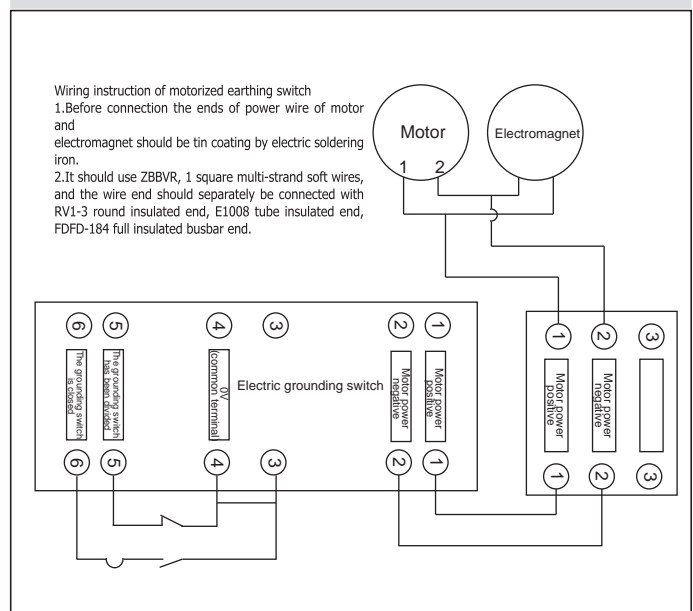 Wiring instruction of motorized earthing switch
1.Before connection the ends of power wire of motor
and
electromagnet should be tin coating by electric soldering
iron.
2.It should use ZBBVR, 1 square multi-strand soft wires,
and the wire end should separately be connected with
RV1-3 round insulated end, E1008 tube insulated end,
FDFD-184 full insulated busbar end.
Motor
1 2
Electromagnet
6 5 4 3 2 1
The grounding switch
is closed
The grounding switch
has been divided
0V
(common terminal)
Electric grounding switch
Motor power
negative
Motor power
positive
6 5 4 3 2 1
1 2 3
Motor power
positive
Motor power
negative
1 2 3